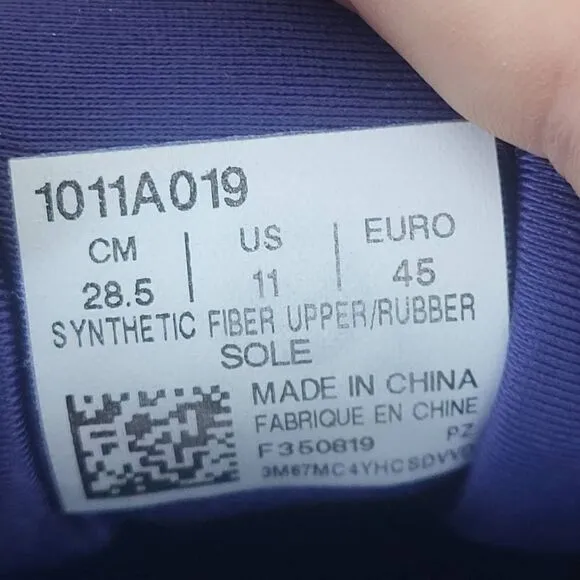 1011A019
CM | US | EURO
28.5 | 11 | 45
SYNTHETIC FIBER UPPER/RUBBER
SOLE
MADE IN CHINA
FABRIQUE EN CHINE
F350819 PZ